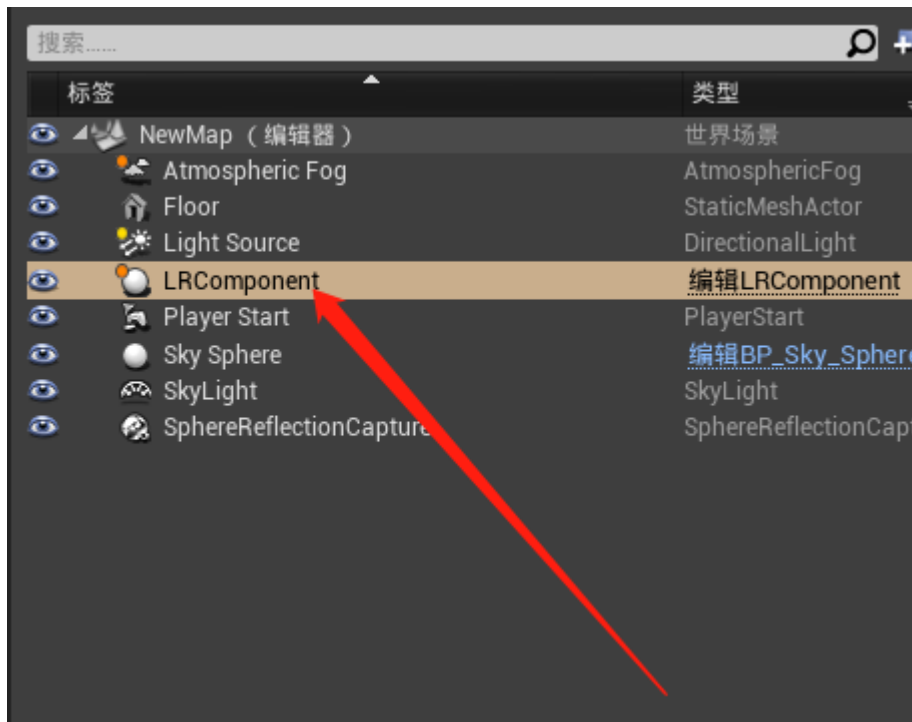 搜索......
标签 类型
NewMap （编辑器） 世界场景
Atmospheric Fog AtmosphericFog
Floor StaticMeshActor
Light Source DirectionalLight
LRComponent 编辑LRComponent
Player Start PlayerStart
Sky Sphere 编辑BP_Sky_Sphere
SkyLight SkyLight
SphereReflectionCapture SphereReflectionCap